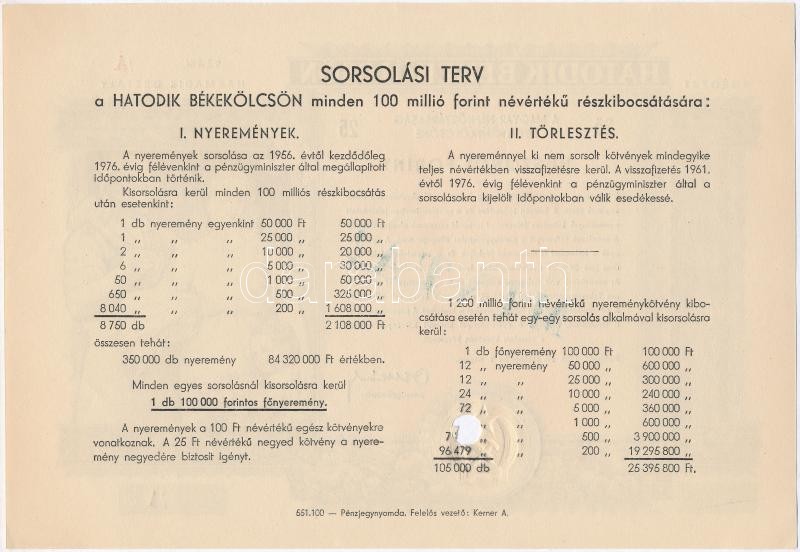 SORSOLÁSI TERV
a HATODIK BÉKEKÖLCSÖN minden 100 millió forint névértékű részkibocsátására:
I. NYEREMÉNYEK.
A nyeremények sorsolása az 1956. évtől kezdődőleg
1976. évig félévenkint a pénzügyminiszter által megállapított
időpontokban történik.
Kisorsolásra kerül minden 100 milliós részkibocsátás
után esetenkint:
1 db nyeremény egyenkint 50 000 Ft 50 000 Ft
1 „ „ „ 25 000 „ 25 000 „
2 „ „ „ 10 000 „ 20 000 „
6 „ „ „ 5 000 „ 30 000 „
50 „ „ „ 1 000 „ 50 000 „
650 „ „ „ 500 „ 325 000 „
8 040 „ „ „ 200 „ 1 608 000 „
8 750 db 2 108 000 Ft
összesen tehát:
350 000 db nyeremény 84 320 000 Ft értékben.
Minden egyes sorsolásnál kisorsolásra kerül
1 db 100 000 forintos főnyeremény.
A nyeremények a 100 Ft névértékű egész kötvényekre
vonatkoznak. A 25 Ft névértékű negyed kötvény a nyere-
mény negyedére biztosit igényt.
II. TÖRLESZTÉS.
A nyereménnyel ki nem sorsolt kötvények mindegyike
teljes névértékben visszafizetésre kerül. A visszafizetés 1961.
évtől 1976. évig félévenkint a pénzügyminiszter által a
sorsolásokra kijelölt időpontokban válik esedékessé.
1 200 millió forint névértékű nyereménykötvény kibo-
csátása esetén tehát egy-egy sorsolás alkalmával kisorsolásra
kerül:
1 db főnyeremény 100 000 Ft 100 000 Ft
12 „ nyeremény 50 000 „ 600 000 „
12 „ „ 25 000 „ 300 000 „
24 „ „ 10 000 „ 240 000 „
72 „ „ 5 000 „ 360 000 „
„ „ 1 000 „ 600 000 „
„ „ 500 „ 3 900 000 „
96 479 „ „ 200 „ 19 295 800 „
105 000 db 25 395 800 Ft.
551.100 — Pénzjegynyomda. Felelős vezető: Kerner A.
darabanth